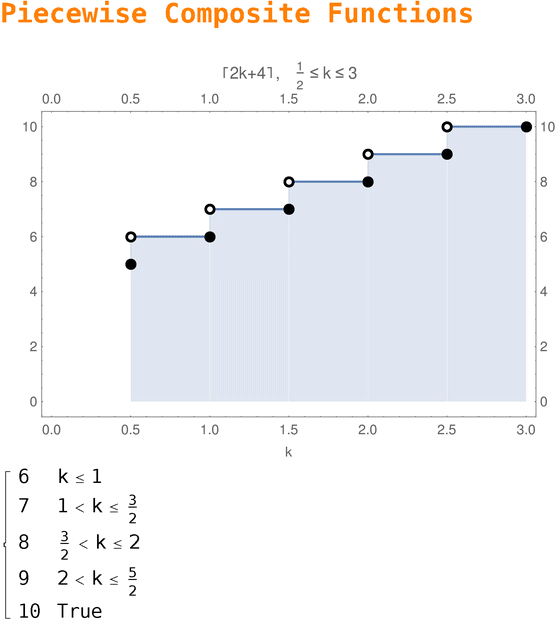 Piecewise Composite Functions
⌈2k+4⌉, 1/2 ≤ k ≤ 3
0.0 0.5 1.0 1.5 2.0 2.5 3.0
10 10
8 8
6 6
4 4
2 2
0 0
0.0 0.5 1.0 1.5 2.0 2.5 3.0
k
6 k ≤ 1
7 1 < k ≤ 3/2
8 3/2 < k ≤ 2
9 2 < k ≤ 5/2
10 True